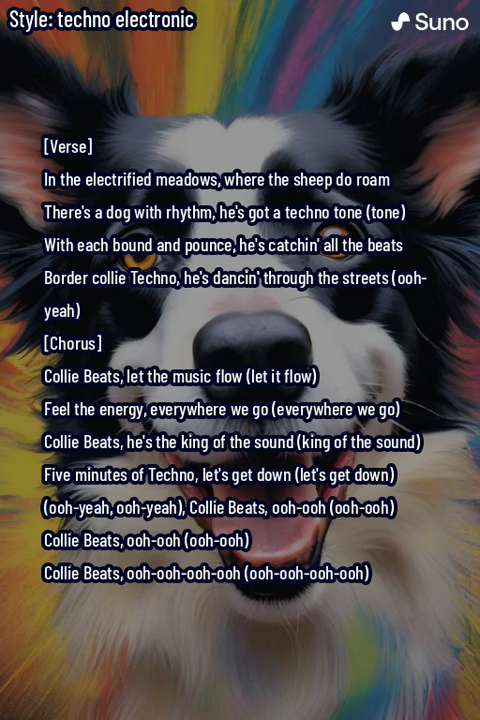 Style: techno electronic
Suno
[Verse]
In the electrified meadows, where the sheep do roam
There's a dog with rhythm, he's got a techno tone (tone)
With each bound and pounce, he's catchin' all the beats
Border collie Techno, he's dancin' through the streets (ooh-
yeah)
[Chorus]
Collie Beats, let the music flow (let it flow)
Feel the energy, everywhere we go (everywhere we go)
Collie Beats, he's the king of the sound (king of the sound)
Five minutes of Techno, let's get down (let's get down)
(ooh-yeah, ooh-yeah), Collie Beats, ooh-ooh (ooh-ooh)
Collie Beats, ooh-ooh (ooh-ooh)
Collie Beats, ooh-ooh-ooh-ooh (ooh-ooh-ooh-ooh)